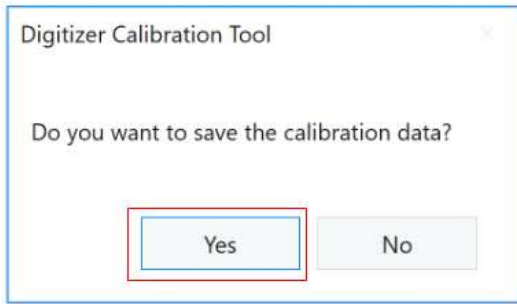 Digitizer Calibration Tool
Do you want to save the calibration data?
Yes No